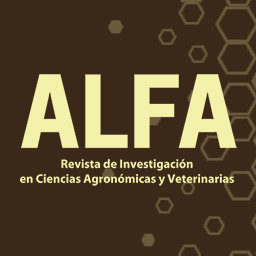 ALFA
Revista de Investigación
en Ciencias Agronómicas y Veterinarias